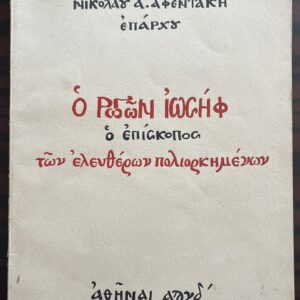 ΝΙΚΟΛΑΟΥ Α. ΑΦΕΝΤΑΚΗ
ἐπάρχου
ὁ Ρωγῶν ἰωσήφ
ὁ ἐπίσκοπος
τῶν ἐλευθέρων πολιορκημένων
ἀθῆναι